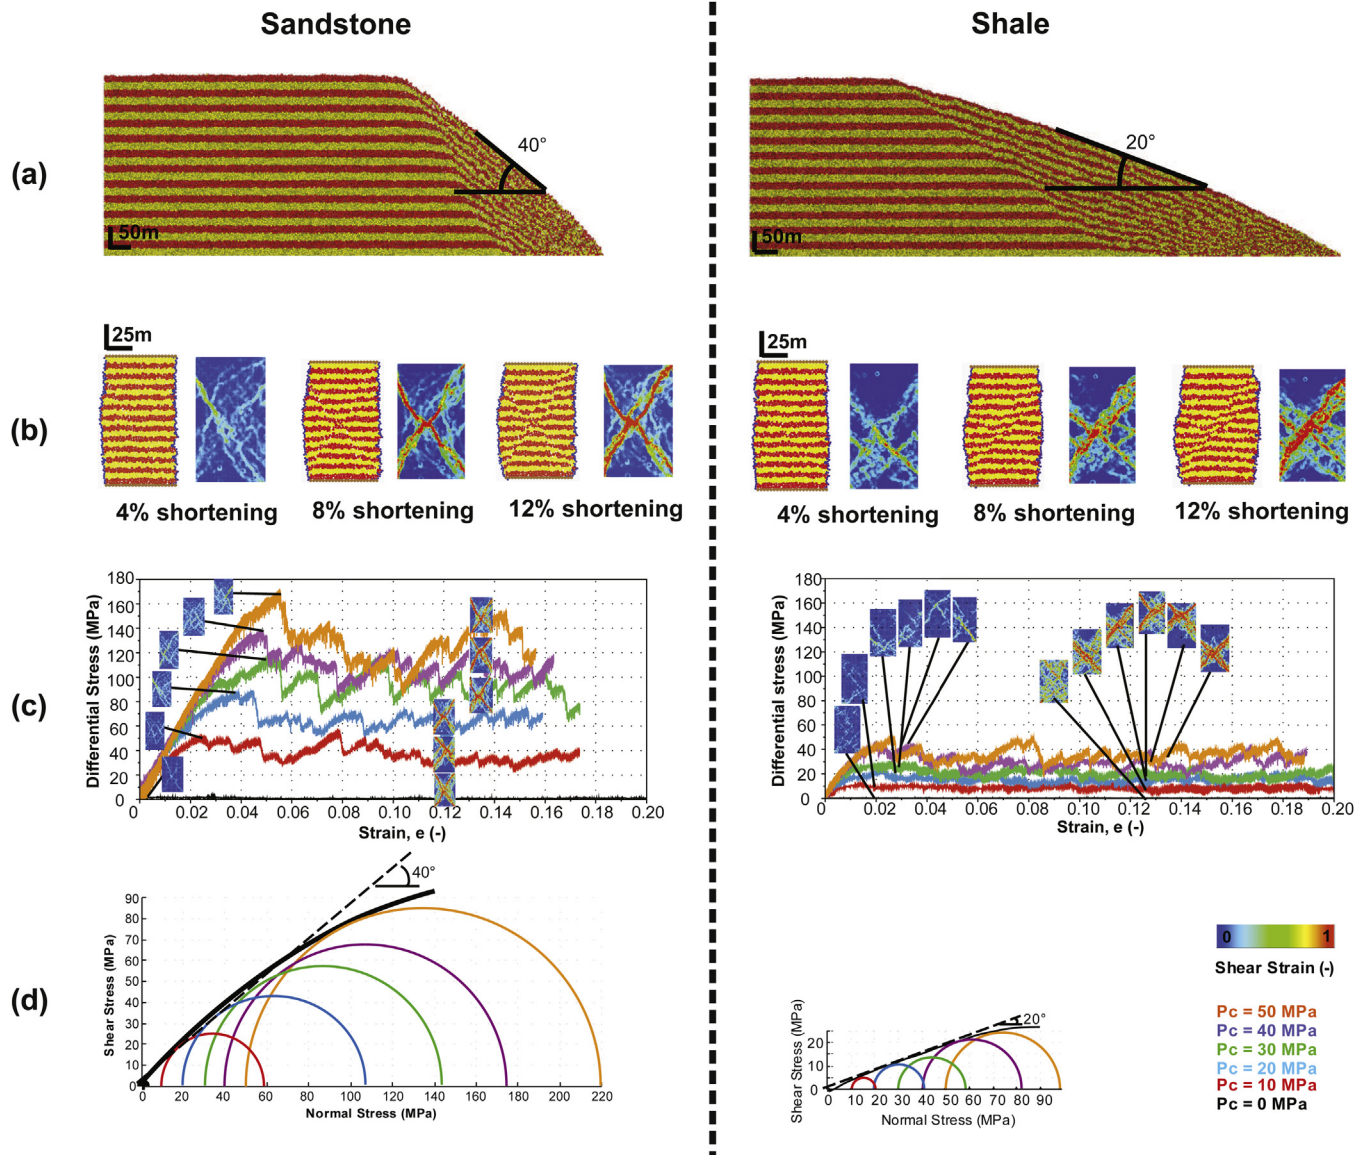 Sandstone
Shale
(a)
40°
50m
20°
50m
(b)
25m
4% shortening
8% shortening
12% shortening
25m
4% shortening
8% shortening
12% shortening
(c)
Differential Stress (MPa)
180
160
140
120
100
80
60
40
20
0
0 0.02 0.04 0.06 0.08 0.10 0.12 0.14 0.16 0.18 0.20
Strain, e (-)
Differential stress (MPa)
180
160
140
120
100
80
60
40
20
0
0 0.02 0.04 0.06 0.08 0.10 0.12 0.14 0.16 0.18 0.20
Strain, e (-)
(d)
40°
Shear Stress (MPa)
90
80
70
60
50
40
30
20
10
0
0 20 40 60 80 100 120 140 160 180 200 220
Normal Stress (MPa)
20°
Shear Stress (MPa)
20
10
0
0 10 20 30 40 50 60 70 80 90
Normal Stress (MPa)
0 1
Shear Strain (-)
Pc = 50 MPa
Pc = 40 MPa
Pc = 30 MPa
Pc = 20 MPa
Pc = 10 MPa
Pc = 0 MPa